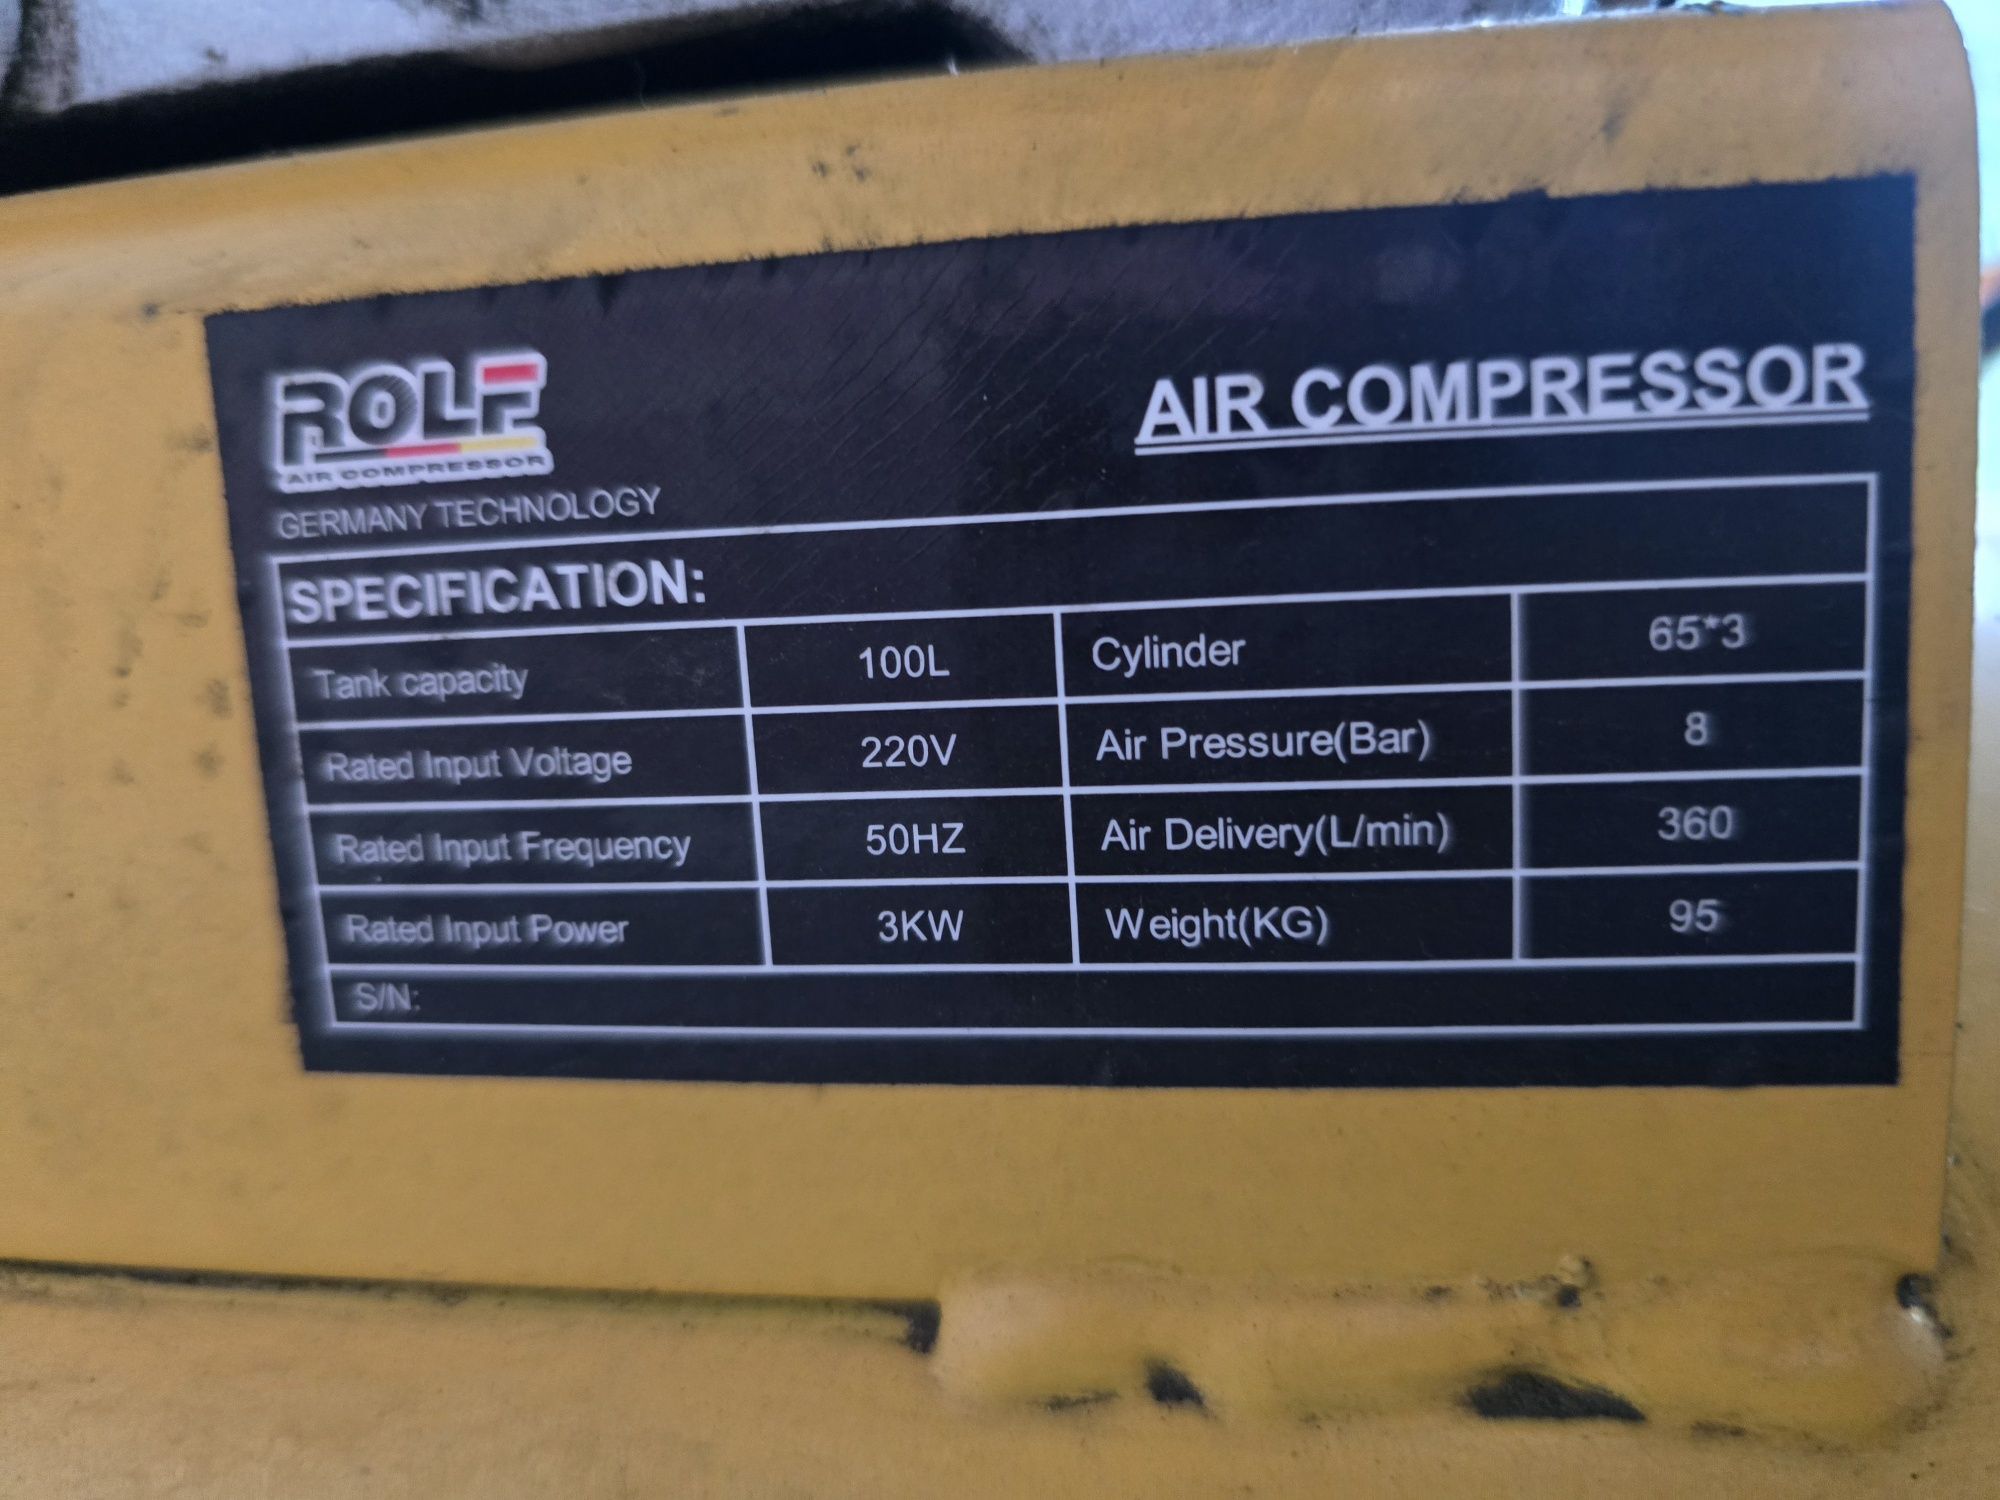 ROLF
AIR COMPRESSOR
GERMANY TECHNOLOGY
AIR COMPRESSOR
SPECIFICATION:
Tank capacity 100L Cylinder 65*3
Rated Input Voltage 220V Air Pressure(Bar) 8
Rated Input Frequency 50HZ Air Delivery(L/min) 360
Rated Input Power 3KW Weight(KG) 95
S/N: